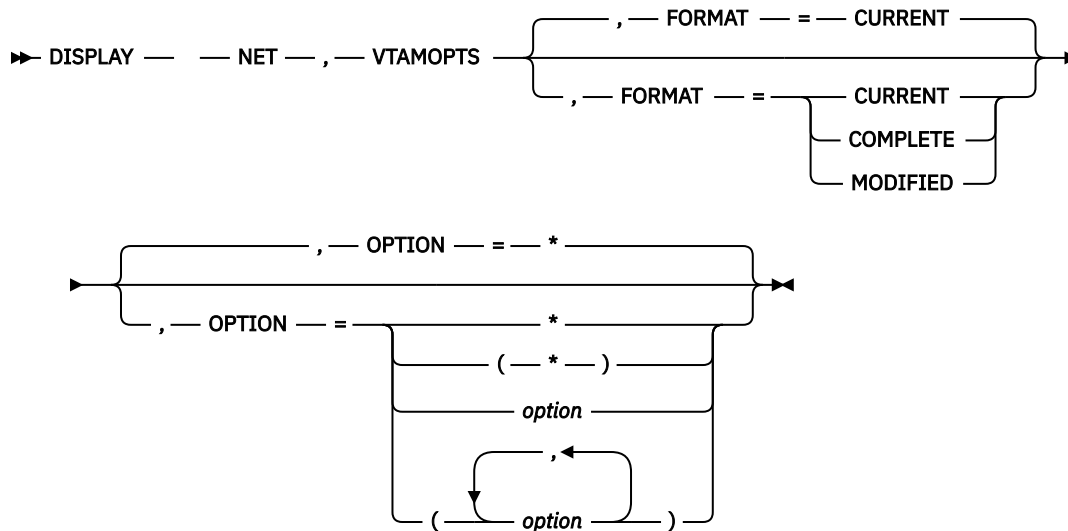 , FORMAT = CURRENT
DISPLAY NET , VTAMOPTS
, FORMAT = CURRENT
COMPLETE
MODIFIED
, OPTION = *
, OPTION = *
( * )
option
,
( option )